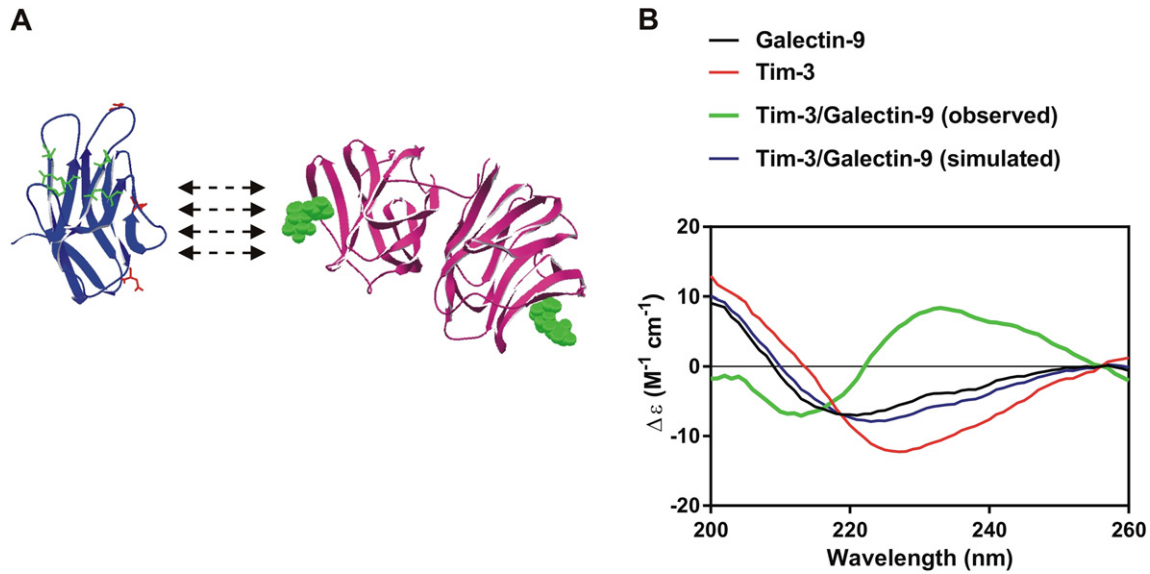 A
B
Galectin-9
Tim-3
Tim-3/Galectin-9 (observed)
Tim-3/Galectin-9 (simulated)
20
10
0
-10
-20
Δ ε (M⁻¹ cm⁻¹)
200
220
240
260
Wavelength (nm)